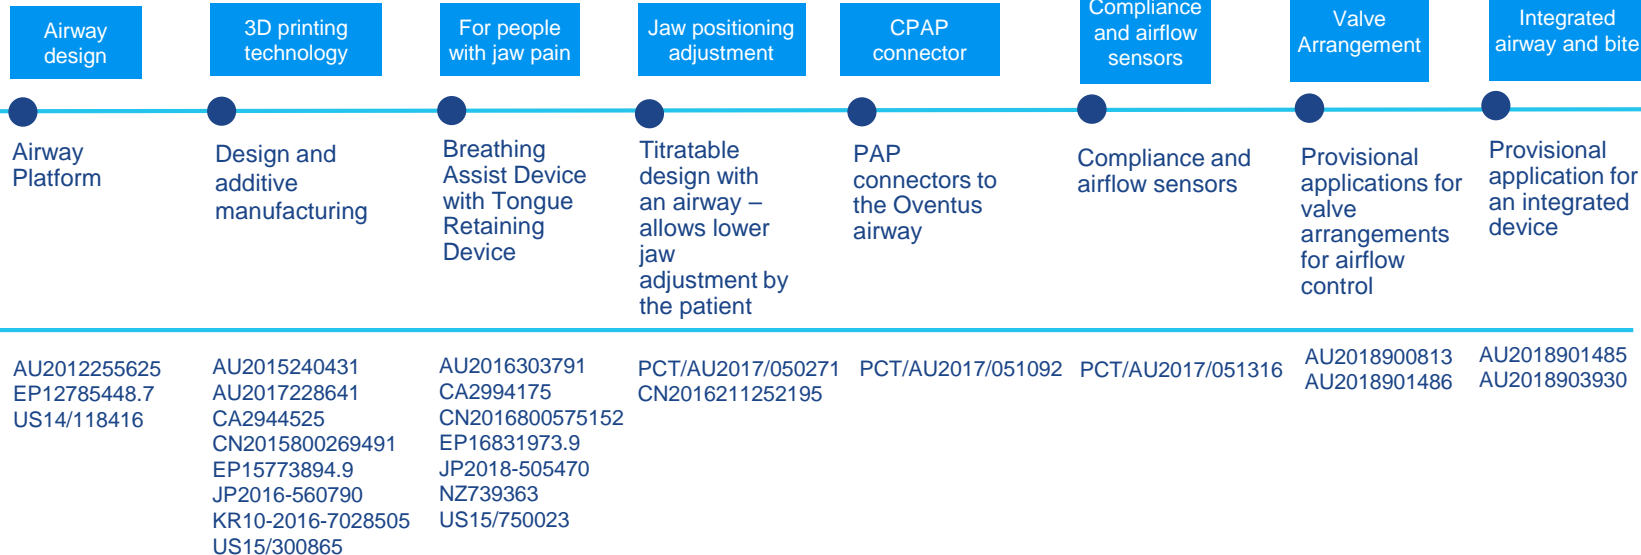 Airway
design
3D printing
technology
For people
with jaw pain
Jaw positioning
adjustment
CPAP
connector
Compliance
and airflow
sensors
Valve
Arrangement
Integrated
airway and bite
Airway
Platform
Design and
additive
manufacturing
Breathing
Assist Device
with Tongue
Retaining
Device
Titratable
design with
an airway –
allows lower
jaw
adjustment by
the patient
PAP
connectors to
the Oventus
airway
Compliance and
airflow sensors
Provisional
applications for
valve
arrangements
for airflow
control
Provisional
application for
an integrated
device
AU2012255625
EP12785448.7
US14/118416
AU2015240431
AU2017228641
CA2944525
CN2015800269491
EP15773894.9
JP2016-560790
KR10-2016-7028505
US15/300865
AU2016303791
CA2994175
CN2016800575152
EP16831973.9
JP2018-505470
NZ739363
US15/750023
PCT/AU2017/050271
CN2016211252195
PCT/AU2017/051092
PCT/AU2017/051316
AU2018900813
AU2018901486
AU2018901485
AU2018903930